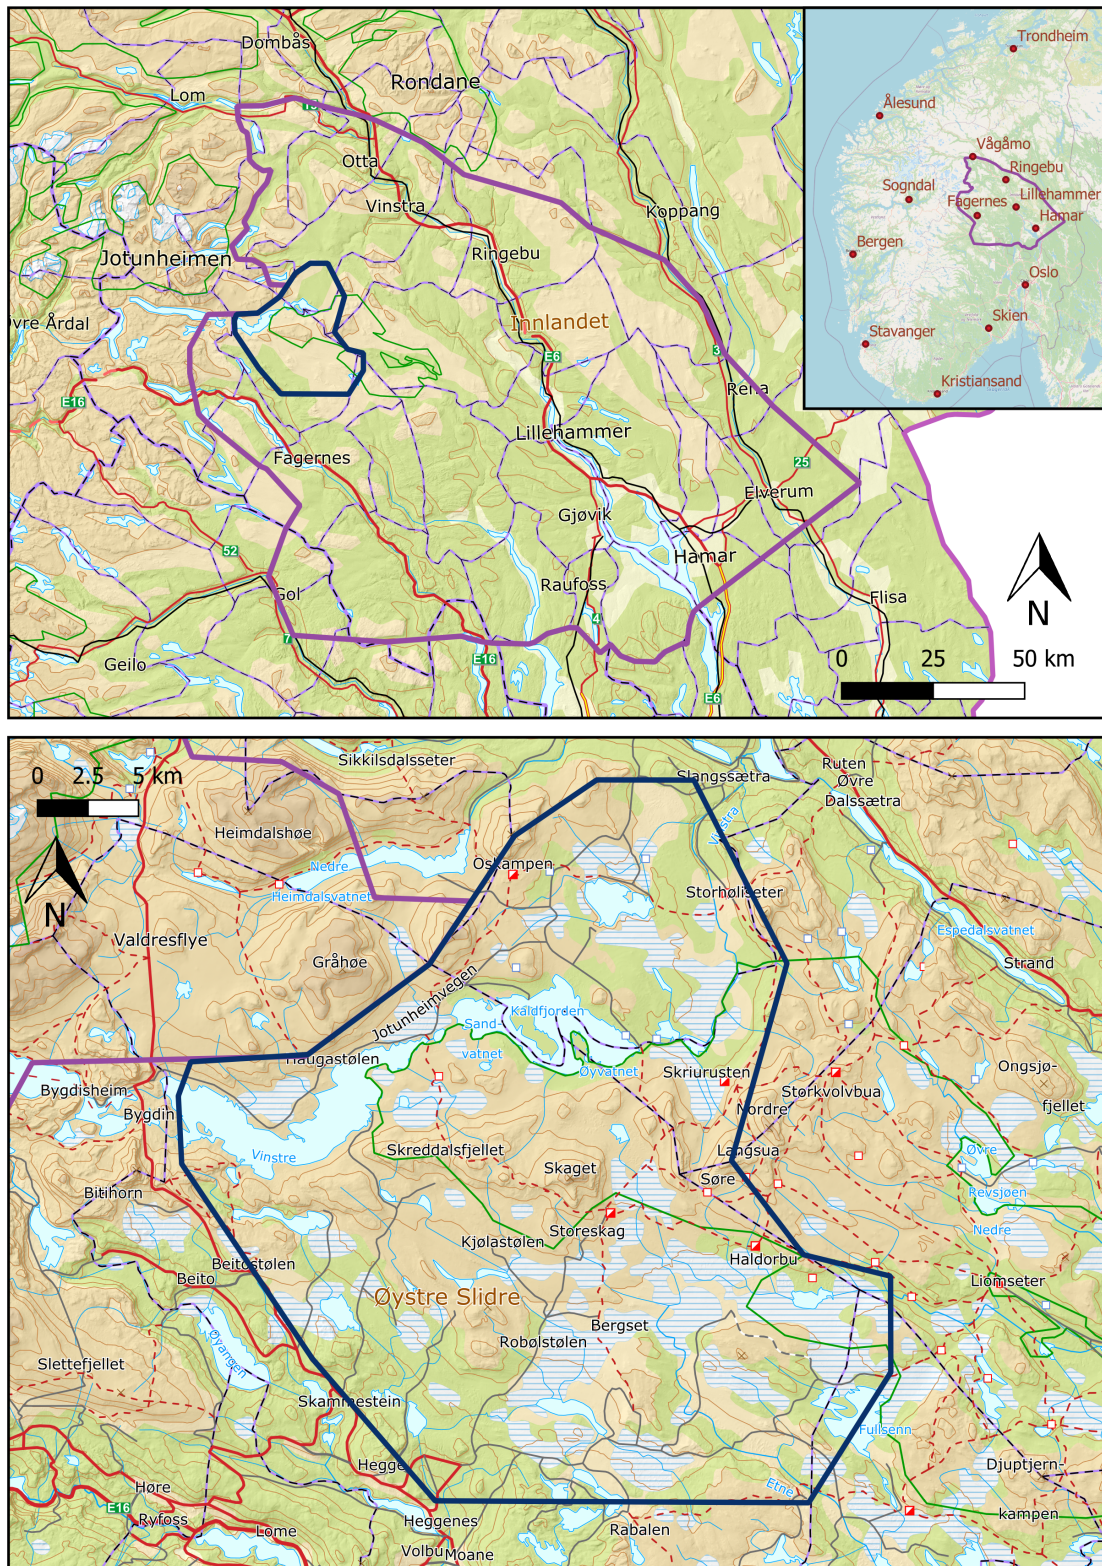 Dombås
Rondane
Lom
15
Otta
Vinstra
Koppang
Ringebu
Jotunheimen
vre Årdal
Innlandet
E6
3
Rena
E16
Lillehammer
Fagernes
25
Elverum
Gjøvik
52
Hamar
Raufoss
Gol
Flisa
4
7
Geilo
E16
E6
N
0 25 50 km
Trondheim
Ålesund
Vågåmo
Ringebu
Sogndal
Lillehammer
Fagernes
Hamar
Bergen
Oslo
Skien
Stavanger
Kristiansand
0 2.5 5 km
N
Sikkilsdalsseter
Slangssætra
Ruten
Øvre
Dalssætra
Heimdalshøe
Vinstra
Nedre
Heimdalsvatnet
Oskampen
Storhøliseter
Espedalsvatnet
Valdresflye
Gråhøe
Strand
Jotunheimvegen
Kaldfjorden
Sand-
vatnet
Haugastølen
Øyvatnet
Skriurusten
Ongsjø-
fjellet
Bygdisheim
Bygdin
Storkvolvbua
Nordre
Langsua
Søre
Vinstre
Skreddalsfjellet
Skaget
Øvre
Revsjøen
Nedre
Bitihorn
Storeskag
Kjølastølen
Haldorbu
Beitostølen
Beito
Liomseter
Øystre Slidre
Bergset
Robølstølen
Øyangen
Slettefjellet
Skammestein
Fullsenn
Hegge
Djuptjern-
kampen
Høre
E16
Ryfoss
Lome
Heggenes
Etne
Rabalen
Volbu
Moane